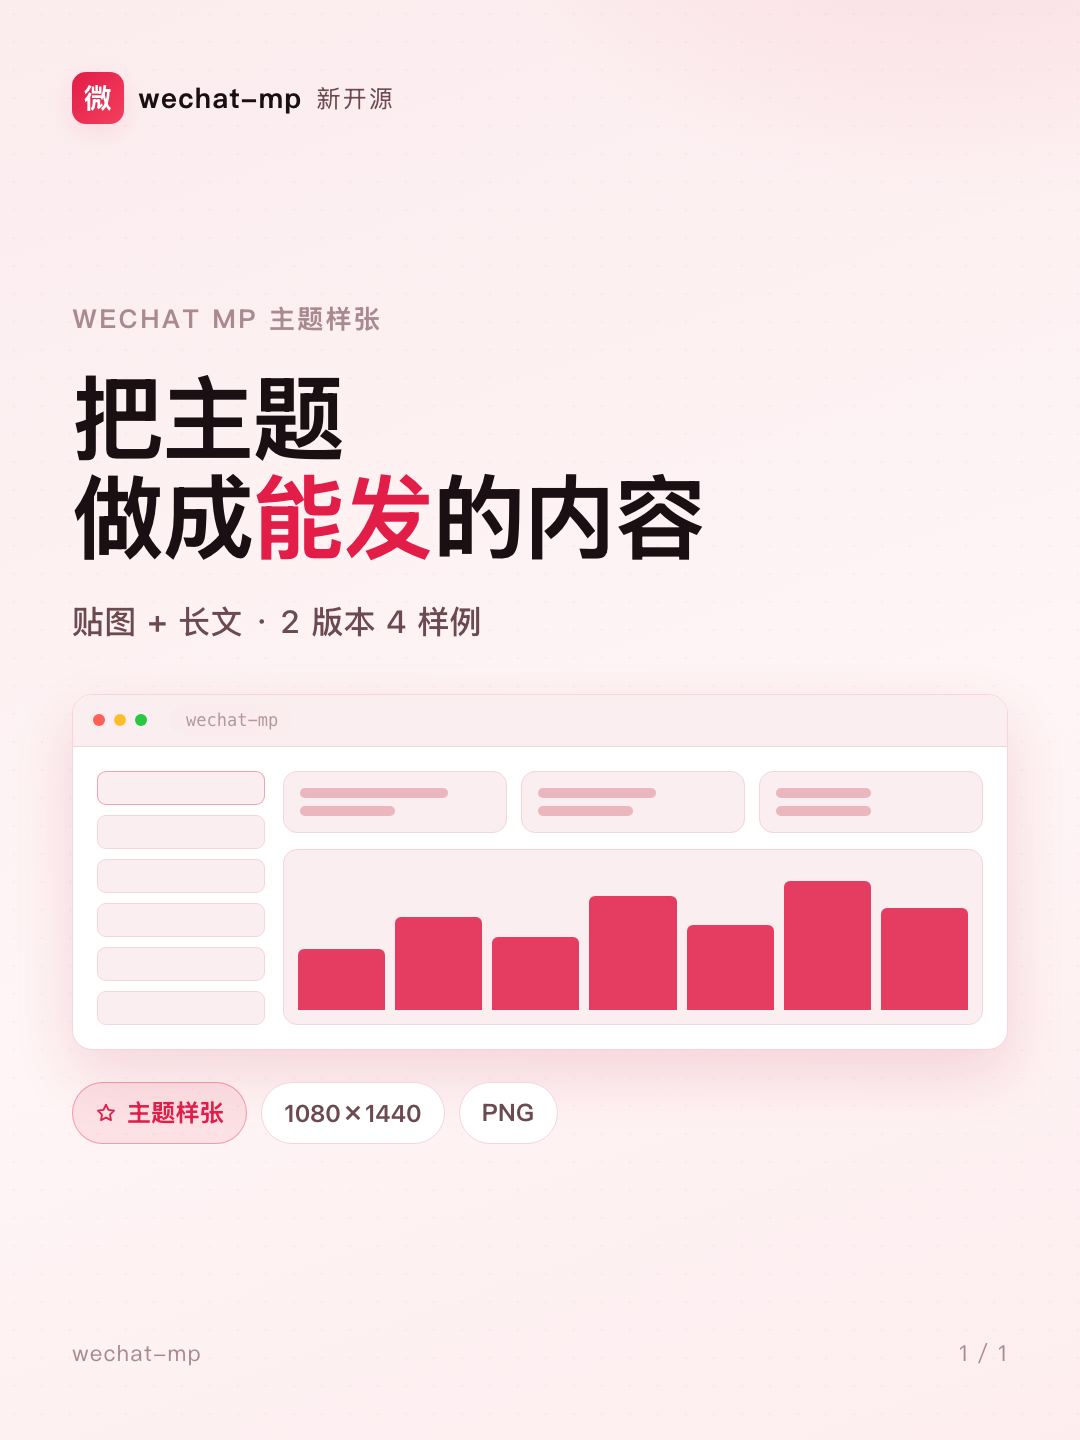 微 wechat-mp 新开源
WECHAT MP 主题样张
把主题
做成能发的内容
贴图 + 长文 · 2 版本 4 样例
wechat-mp
主题样张 1080×1440 PNG
wechat-mp 1 / 1